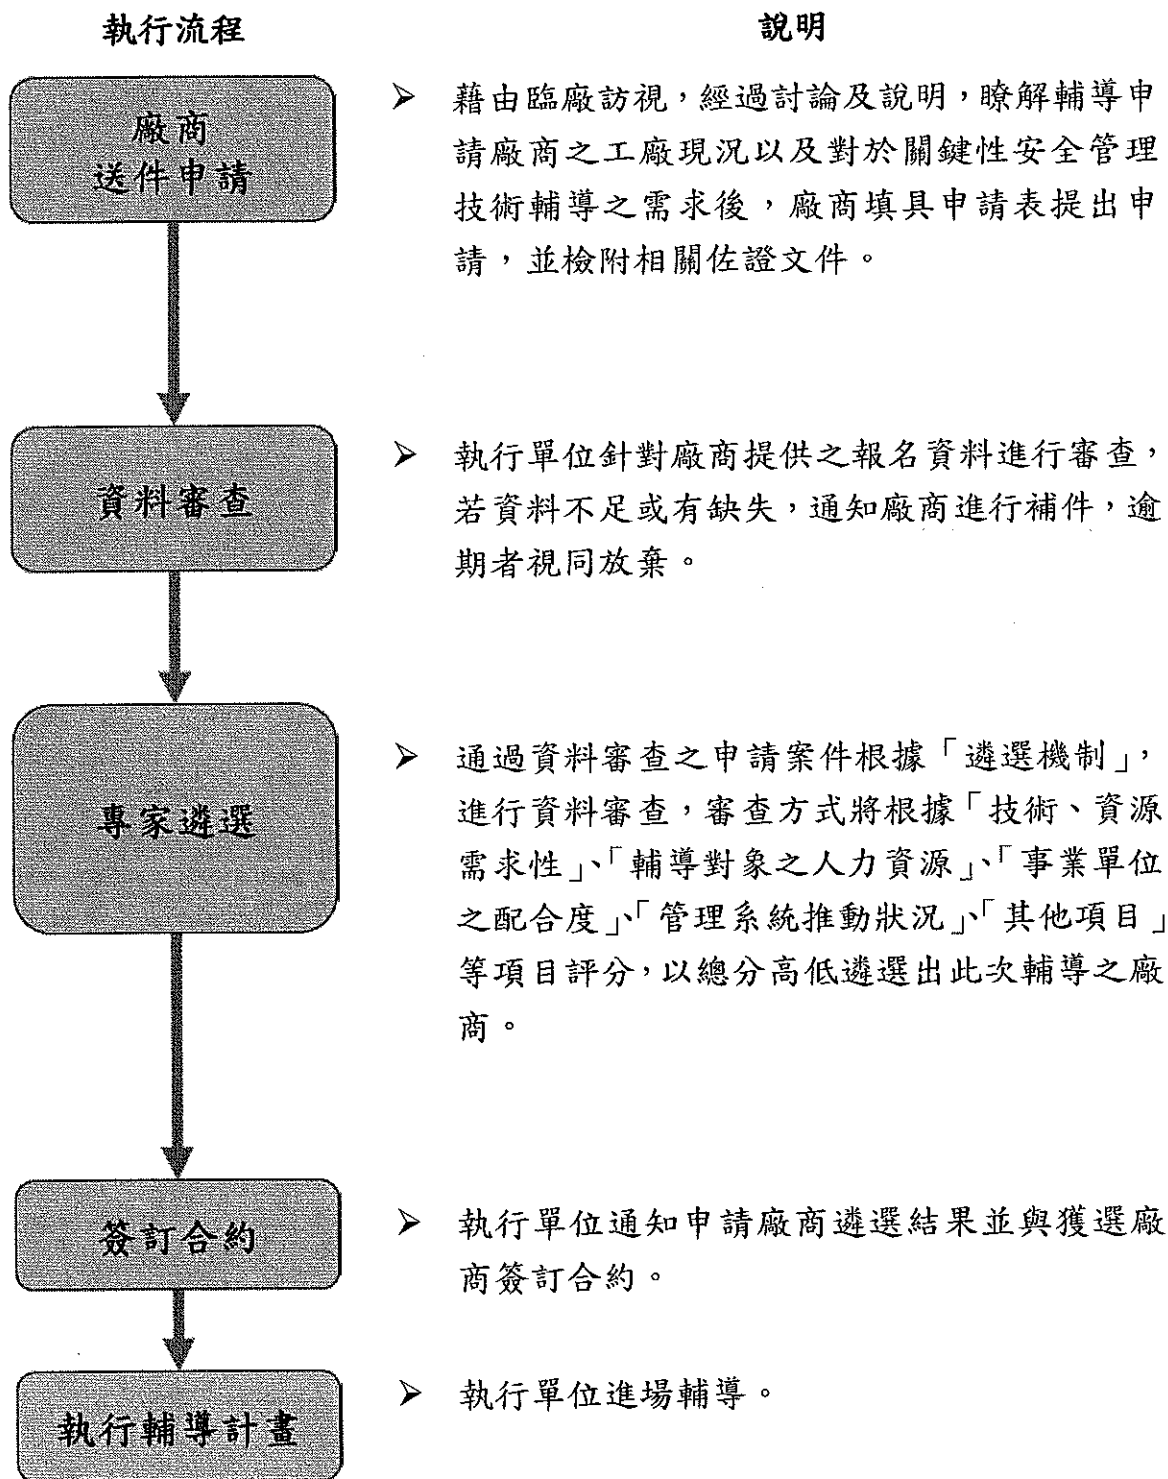 執行流程
說明
廠商
送件申請
➢ 藉由臨廠訪視，經過討論及說明，瞭解輔導申
請廠商之工廠現況以及對於關鍵性安全管理
技術輔導之需求後，廠商填具申請表提出申
請，並檢附相關佐證文件。
資料審查
➢ 執行單位針對廠商提供之報名資料進行審查，
若資料不足或有缺失，通知廠商進行補件，逾
期者視同放棄。
專家遴選
➢ 通過資料審查之申請案件根據「遴選機制」，
進行資料審查，審查方式將根據「技術、資源
需求性」、「輔導對象之人力資源」、「事業單位
之配合度」、「管理系統推動狀況」、「其他項目」
等項目評分，以總分高低遴選出此次輔導之廠
商。
簽訂合約
➢ 執行單位通知申請廠商遴選結果並與獲選廠
商簽訂合約。
執行輔導計畫
➢ 執行單位進場輔導。